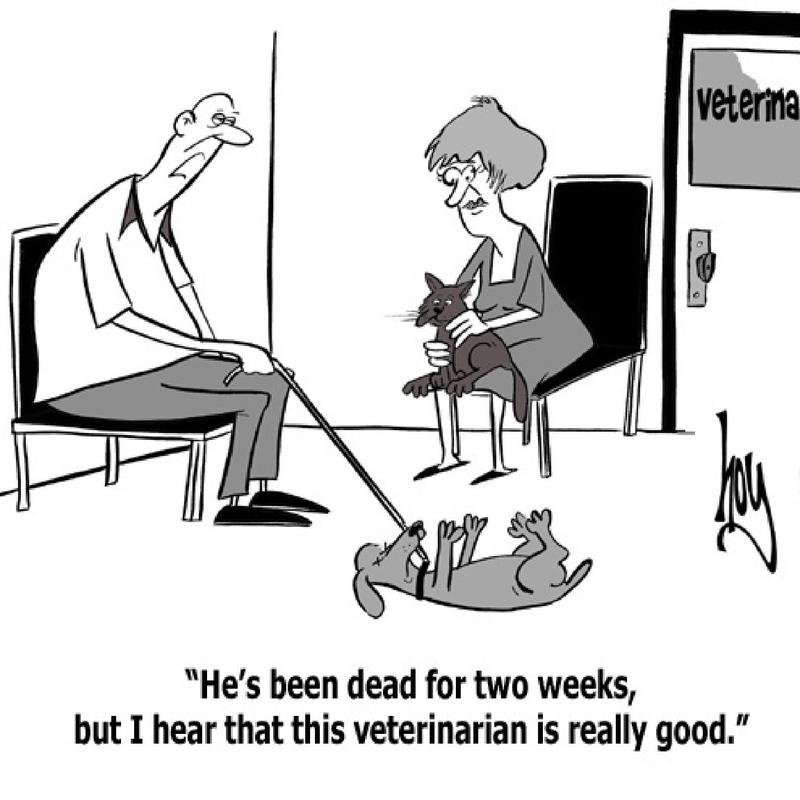 veterina
hoy
"He's been dead for two weeks,
but I hear that this veterinarian is really good."